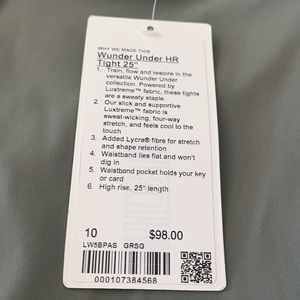 WHY WE MADE THIS
Wunder Under HR
Tight 25"
1. Train, flow and restore in the
versatile Wunder Under
collection. Powered by
Luxtreme™ fabric, these tights
are a sweaty staple
2. Our slick and supportive
Luxtreme™ fabric is
sweat-wicking, four-way
stretch, and feels cool to the
touch
3. Added Lycra® fibre for stretch
and shape retention
4. Waistband lies flat and won't
dig in
5. Waistband pocket holds your key
or card
6. High rise, 25" length
10 $98.00
LW5BPAS GRSG
000107384568